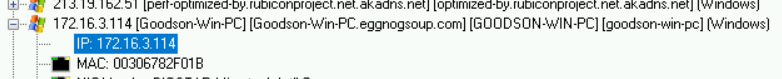 213.19.162.51 [perf-optimized-by.rubiconproject.net.akadns.net] [optimized-by.rubiconproject.net.akadns.net] (Windows)
172.16.3.114 [Goodson-Win-PC] [Goodson-Win-PC.eggnogsoup.com] [GOODSON-WIN-PC] [goodson-win-pc] (Windows)
IP: 172.16.3.114
MAC: 00306782F01B